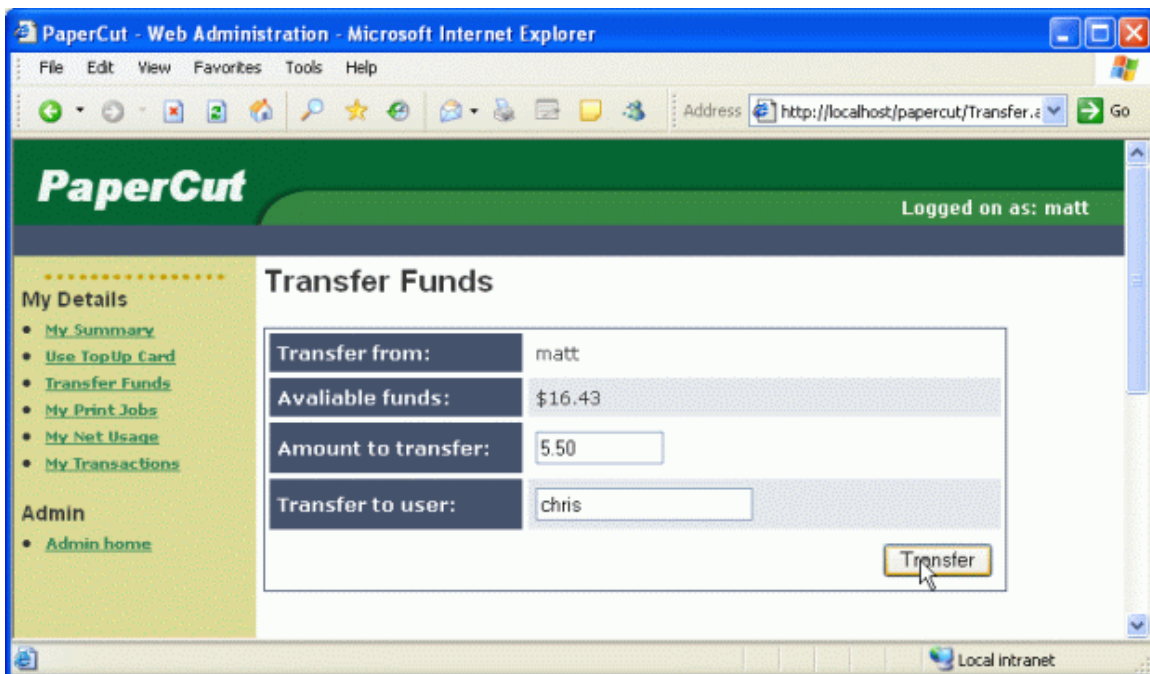 PaperCut - Web Administration - Microsoft Internet Explorer
File Edit View Favorites Tools Help
Address http://localhost/papercut/Transfer.a Go
PaperCut
Logged on as: matt
My Details
My Summary
Use TopUp Card
Transfer Funds
My Print Jobs
My Net Usage
My Transactions
Admin
Admin home
Transfer Funds
Transfer from: matt
Avaliable funds: $16.43
Amount to transfer: 5.50
Transfer to user: chris
Transfer
Local intranet